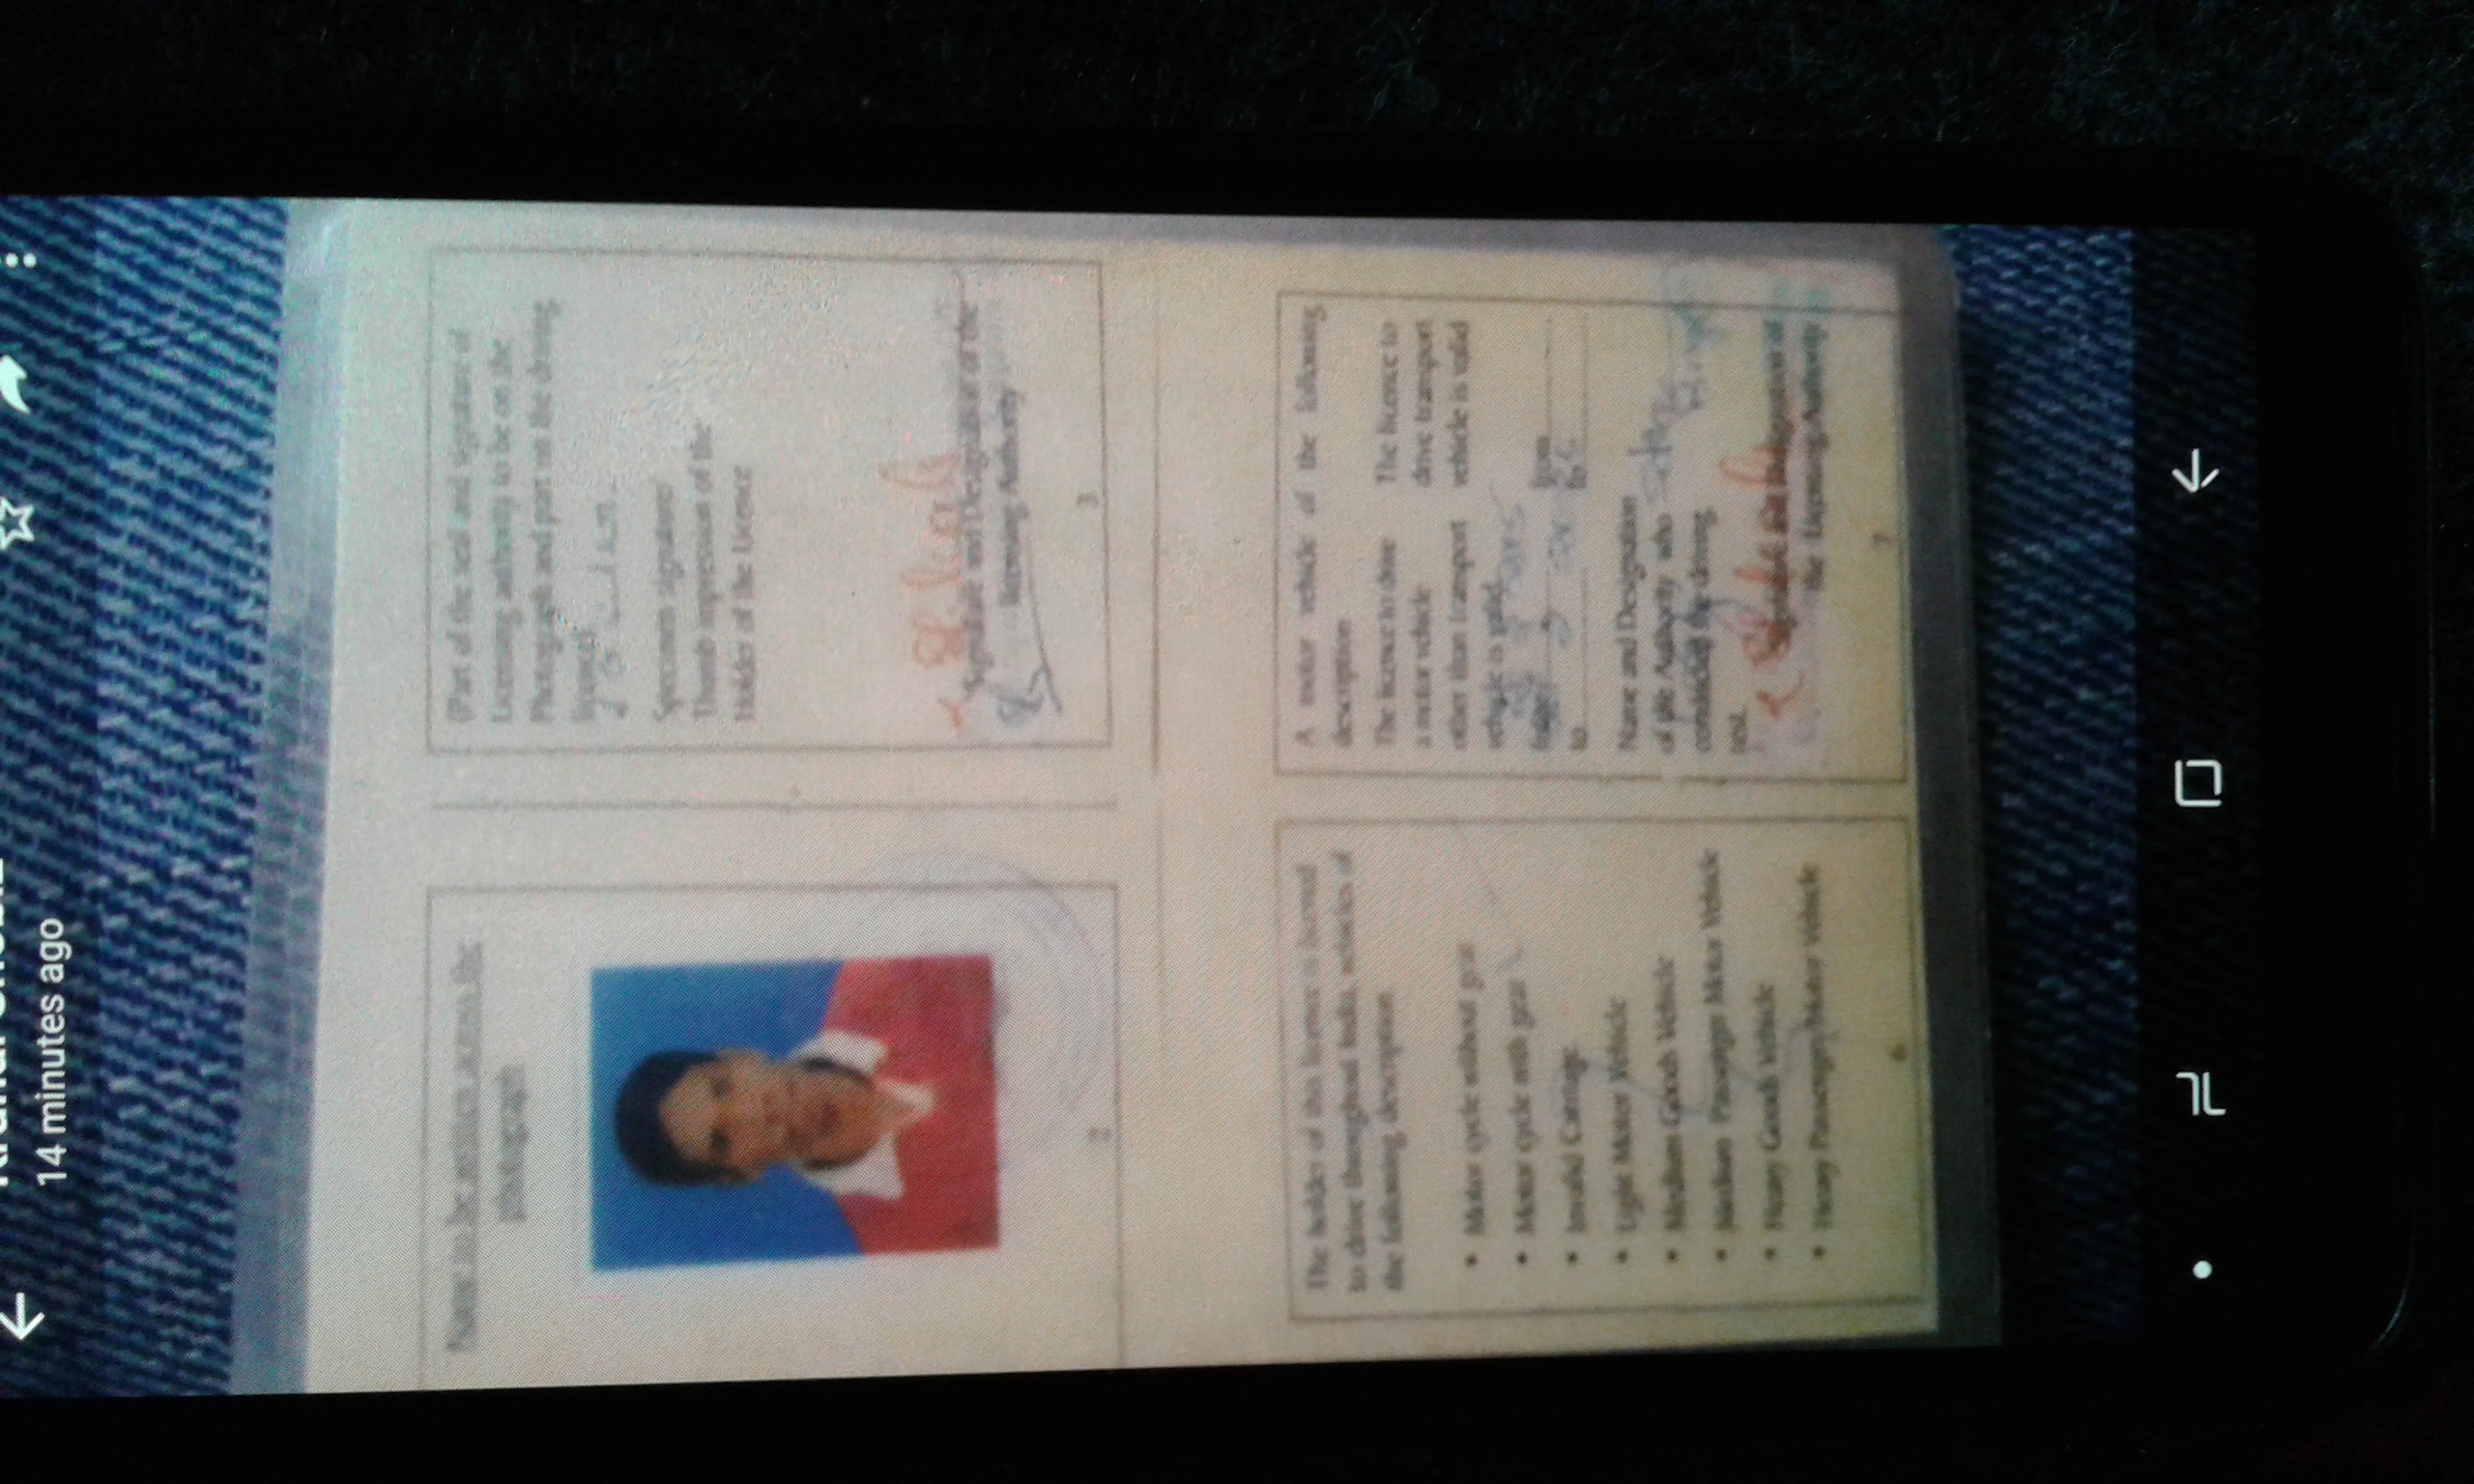 14 minutes ago
Name to be written across the
photograph
(Part of the seal and signature of
Licensing authority to be on the
Photograph and part on the driving
licence)
Specimen signature/
Thumb impression of the
Holder of the Licence
Signature and Designation of the
licensing Authority
2
3
The holder of this licence is licensed
to drive throughout India, vehicles of
the following description
• Motor cycle without gear
• Motor cycle with gear
• Invalid Carriage
• Light Motor Vehicle
• Medium Goods Vehicle
• Medium Passenger Motor Vehicle
• Heavy Goods Vehicle
• Heavy Passenger Motor Vehicle
6
A motor vehicle of the following
description
The licence to drive
a motor vehicle
other than transport
vehicle is valid
from
to
The licence to
drive transport
vehicle is valid
from
to
Name and Designation
of the Authority who
conducted the driving
test.
Signature and Designation of
the Licensing Authority
7